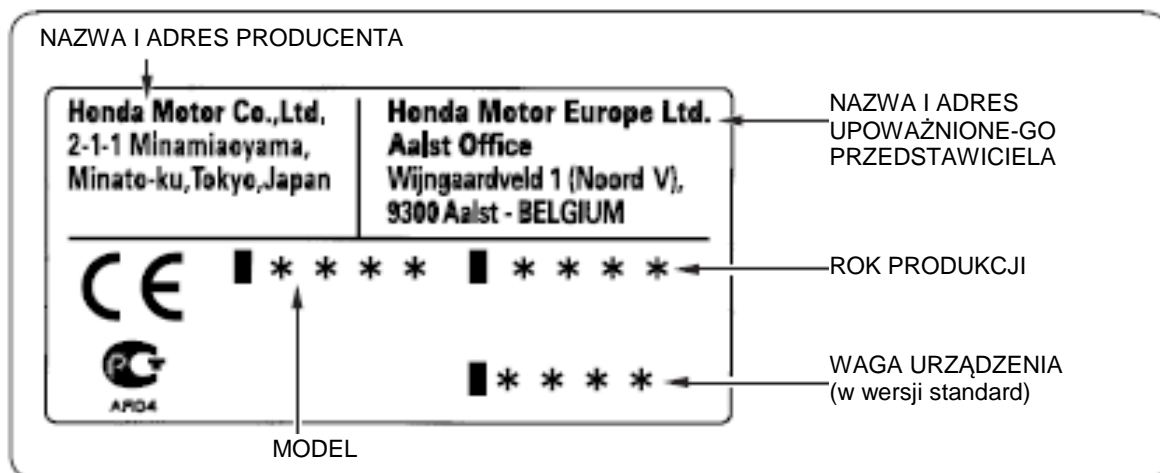 NAZWA I ADRES PRODUCENTA
Honda Motor Co.,Ltd,
2-1-1 Minamiaoyama,
Minato-ku,Tokyo,Japan
Honda Motor Europe Ltd.
Aalst Office
Wijngaardveld 1 (Noord V),
9300 Aalst - BELGIUM
NAZWA I ADRES
UPOWAŻNIONE-GO
PRZEDSTAWICIELA
CE
* * * *
* * * *
ROK PRODUKCJI
* * * *
WAGA URZĄDZENIA
(w wersji standard)
MODEL